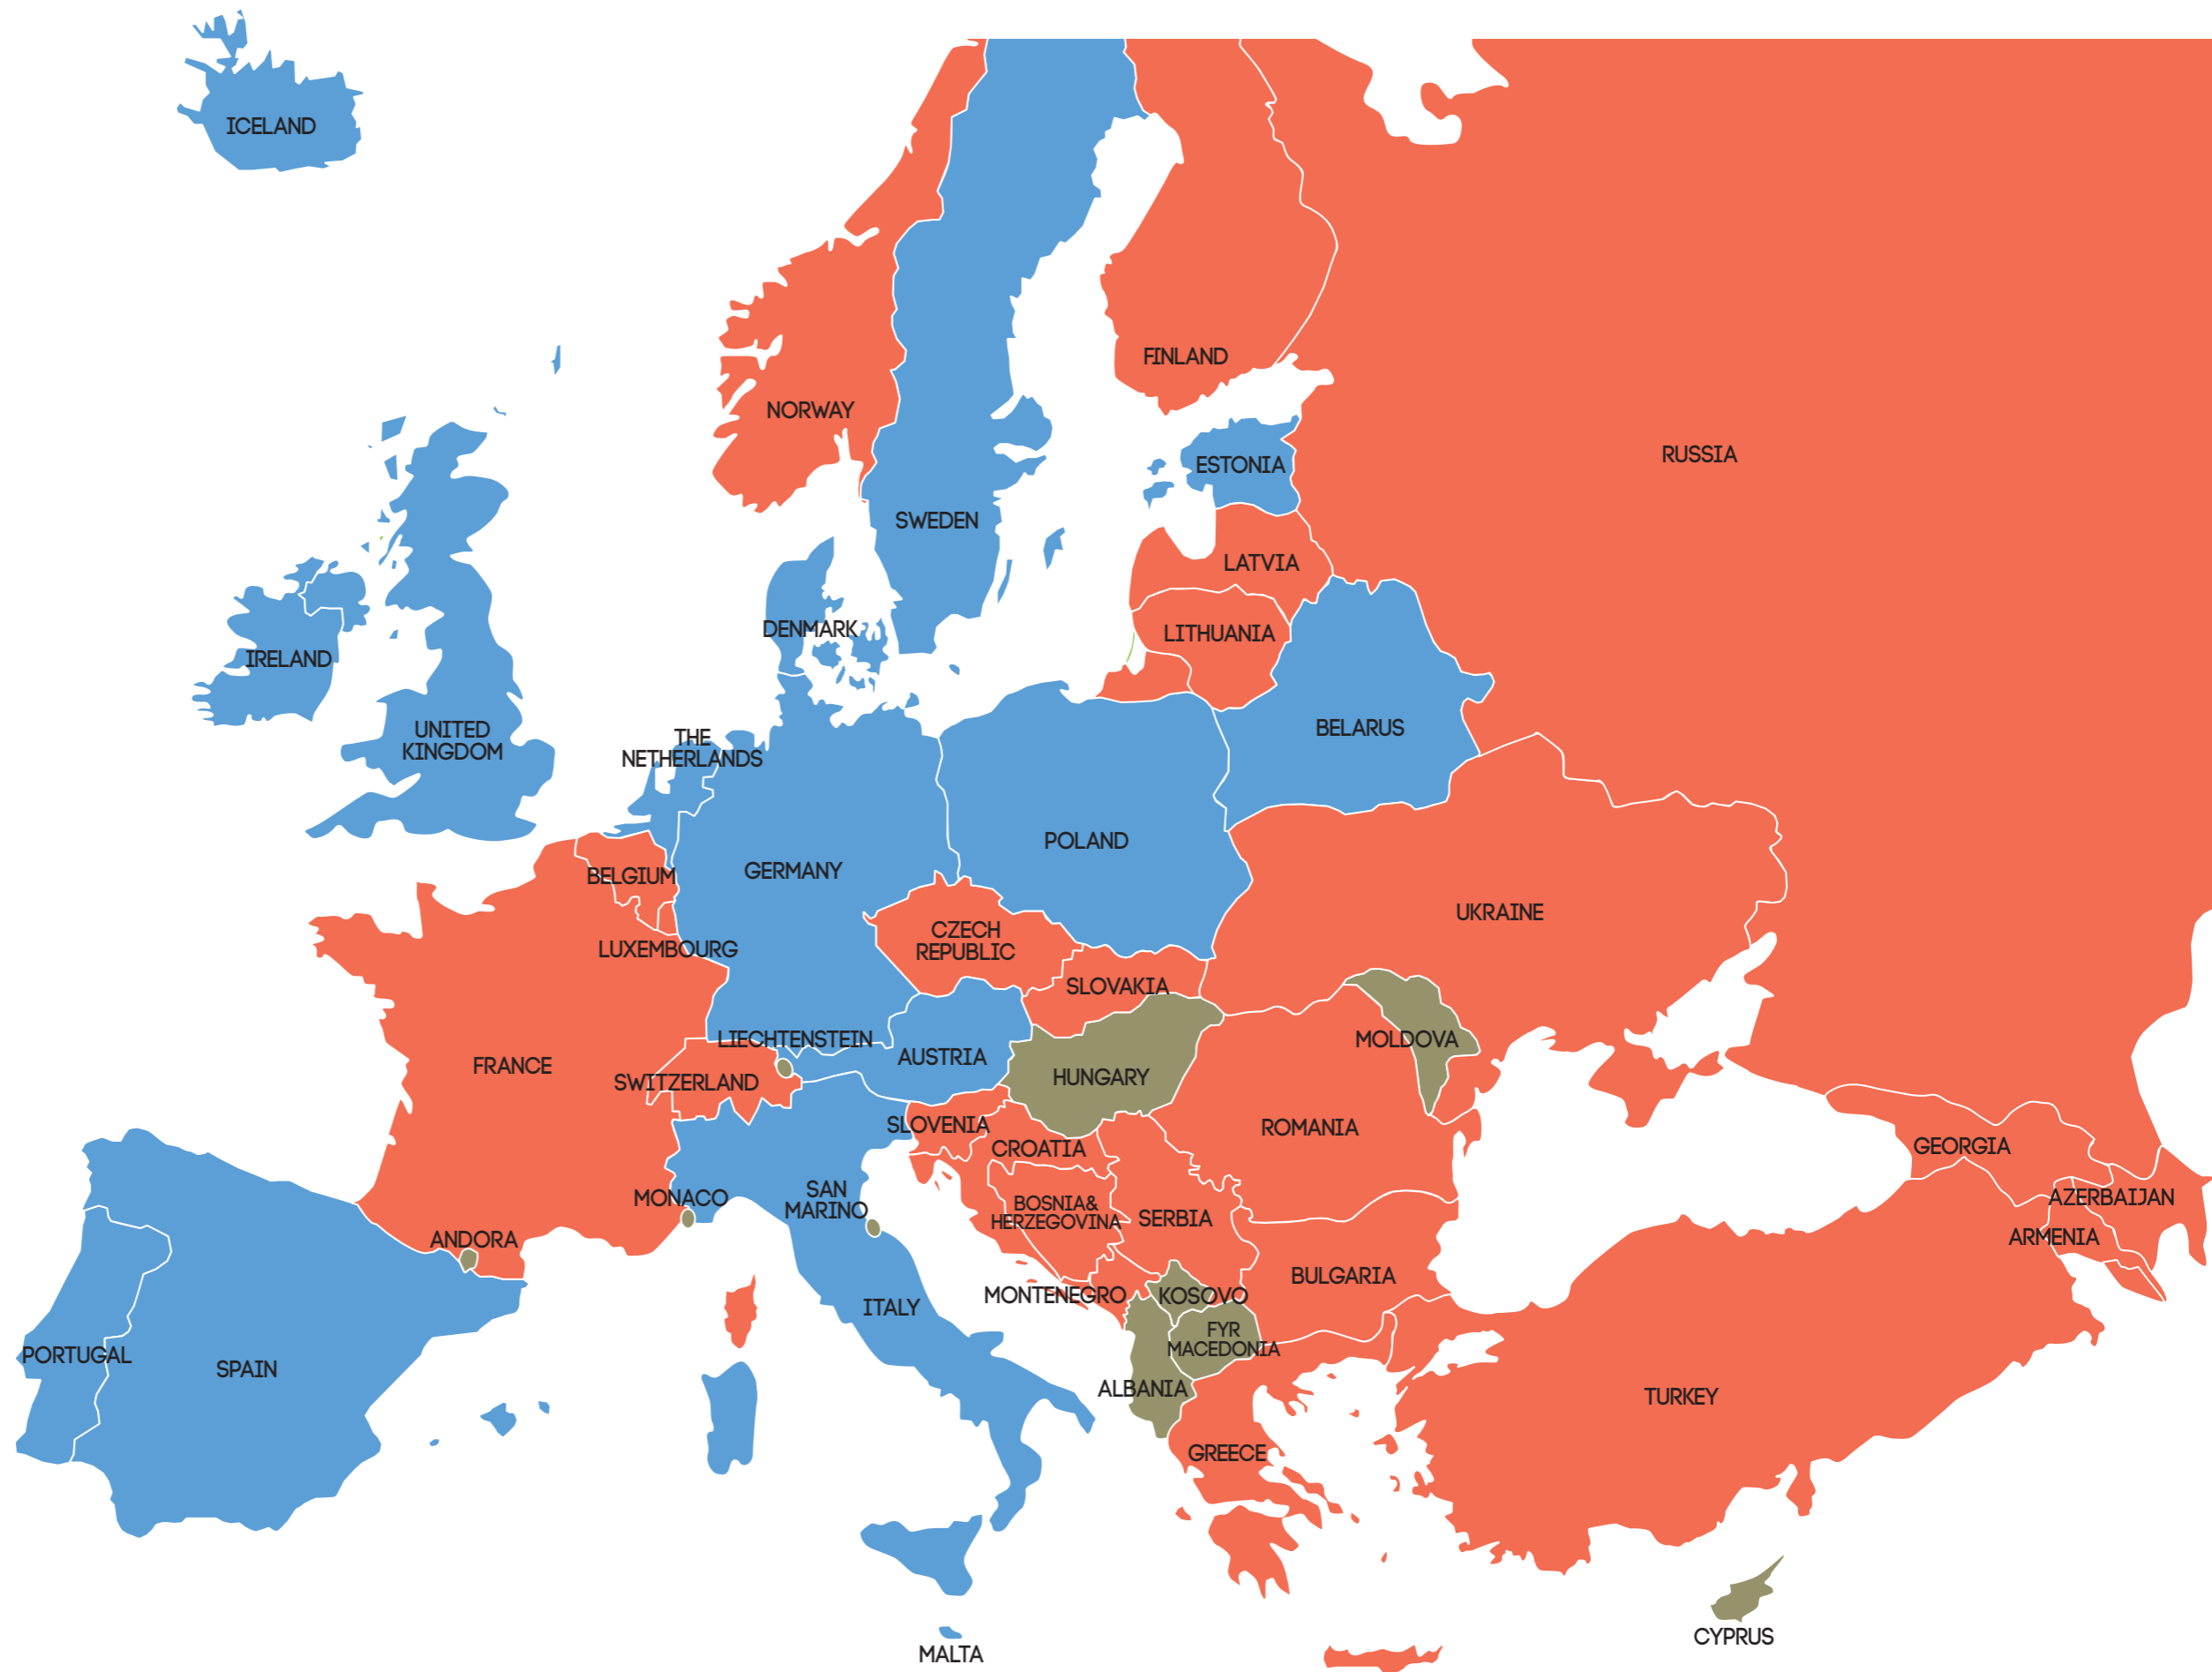 ICELAND
FINLAND
NORWAY
RUSSIA
ESTONIA
SWEDEN
LATVIA
DENMARK
LITHUANIA
IRELAND
UNITED
KINGDOM
BELARUS
THE
NETHERLANDS
POLAND
GERMANY
BELGIUM
UKRAINE
CZECH
REPUBLIC
LUXEMBOURG
SLOVAKIA
LIECHTENSTEIN
MOLDOVA
AUSTRIA
FRANCE
HUNGARY
SWITZERLAND
SLOVENIA
ROMANIA
CROATIA
GEORGIA
MONACO
SAN
MARINO
AZERBAIJAN
BOSNIA&
HERZEGOVINA
SERBIA
ANDORA
ARMENIA
BULGARIA
MONTENEGRO
KOSOVO
ITALY
FYR
MACEDONIA
PORTUGAL
SPAIN
ALBANIA
TURKEY
GREECE
CYPRUS
MALTA